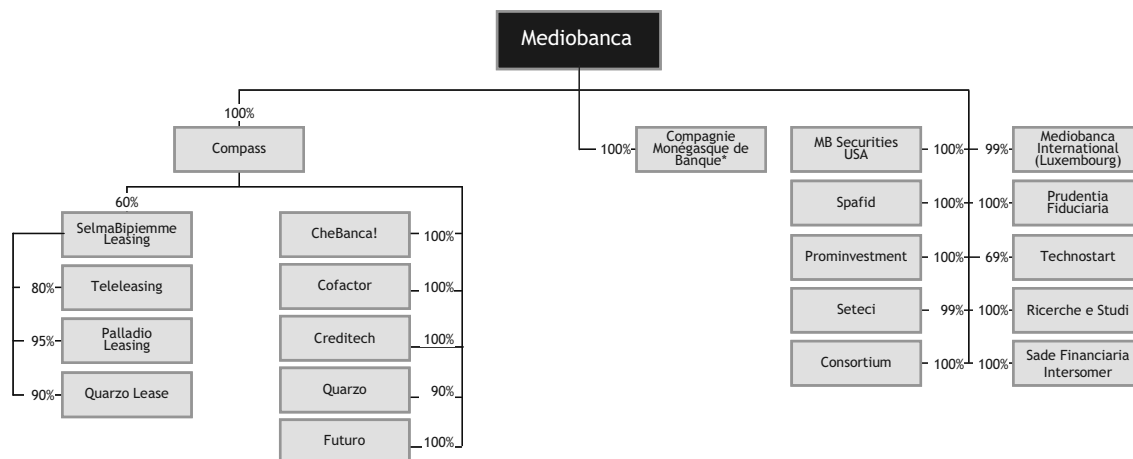 Mediobanca
100%
Compass
100%
Compagnie
Monégasque de
Banque*
MB Securities
USA
100%
99%
Mediobanca
International
(Luxembourg)
Spafid
100%
100%
Prudentia
Fiduciaria
Prominvestment
100%
69%
Technostart
Seteci
99%
100%
Ricerche e Studi
Consortium
100%
100%
Sade Financiaria
Intersomer
60%
SelmaBipiemme
Leasing
80%
Teleleasing
95%
Palladio
Leasing
90%
Quarzo Lease
CheBanca!
100%
Cofactor
100%
Creditech
100%
Quarzo
90%
Futuro
100%